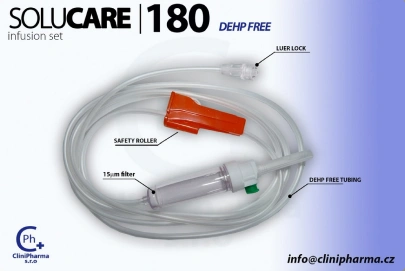 SOLUCARE | 180 DEHP FREE
infusion set
LUER LOCK
SAFETY ROLLER
15µm filter
DEHP FREE TUBING
C Ph +
CliniPharma
s.r.o
info@clinipharma.cz